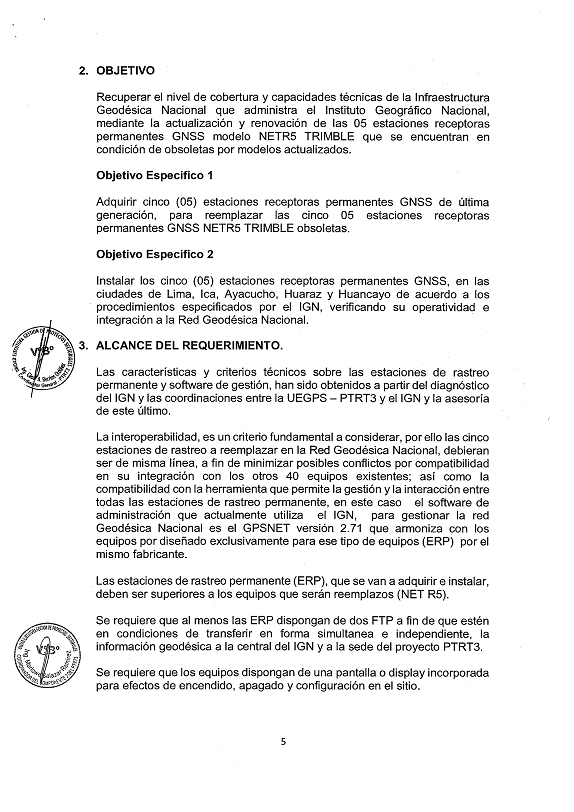 2. OBJETIVO
Recuperar el nivel de cobertura y capacidades técnicas de la Infraestructura
Geodésica Nacional que administra el Instituto Geográfico Nacional,
mediante la actualización y renovación de las 05 estaciones receptoras
permanentes GNSS modelo NETR5 TRIMBLE que se encuentran en
condición de obsoletas por modelos actualizados.
Objetivo Especifico 1
Adquirir cinco (05) estaciones receptoras permanentes GNSS de última
generación, para reemplazar las cinco 05 estaciones receptoras
permanentes GNSS NETR5 TRIMBLE obsoletas.
Objetivo Especifico 2
Instalar los cinco (05) estaciones receptoras permanentes GNSS, en las
ciudades de Lima, Ica, Ayacucho, Huaraz y Huancayo de acuerdo a los
procedimientos especificados por el IGN, verificando su operatividad e
integración a la Red Geodésica Nacional.
3. ALCANCE DEL REQUERIMIENTO.
Las características y criterios técnicos sobre las estaciones de rastreo
permanente y software de gestión, han sido obtenidos a partir del diagnóstico
del IGN y las coordinaciones entre la UEGPS – PTRT3 y el IGN y la asesoría
de este último.
La interoperabilidad, es un criterio fundamental a considerar, por ello las cinco
estaciones de rastreo a reemplazar en la Red Geodésica Nacional, debieran
ser de misma línea, a fin de minimizar posibles conflictos por compatibilidad
en su integración con los otros 40 equipos existentes; así como la
compatibilidad con la herramienta que permite la gestión y la interacción entre
todas las estaciones de rastreo permanente, en este caso el software de
administración que actualmente utiliza el IGN, para gestionar la red
Geodésica Nacional es el GPSNET versión 2.71 que armoniza con los
equipos por diseñado exclusivamente para ese tipo de equipos (ERP) por el
mismo fabricante.
Las estaciones de rastreo permanente (ERP), que se van a adquirir e instalar,
deben ser superiores a los equipos que serán reemplazos (NET R5).
Se requiere que al menos las ERP dispongan de dos FTP a fin de que estén
en condiciones de transferir en forma simultanea e independiente, la
información geodésica a la central del IGN y a la sede del proyecto PTRT3.
Se requiere que los equipos dispongan de una pantalla o display incorporada
para efectos de encendido, apagado y configuración en el sitio.
V°B°
V°B°
5